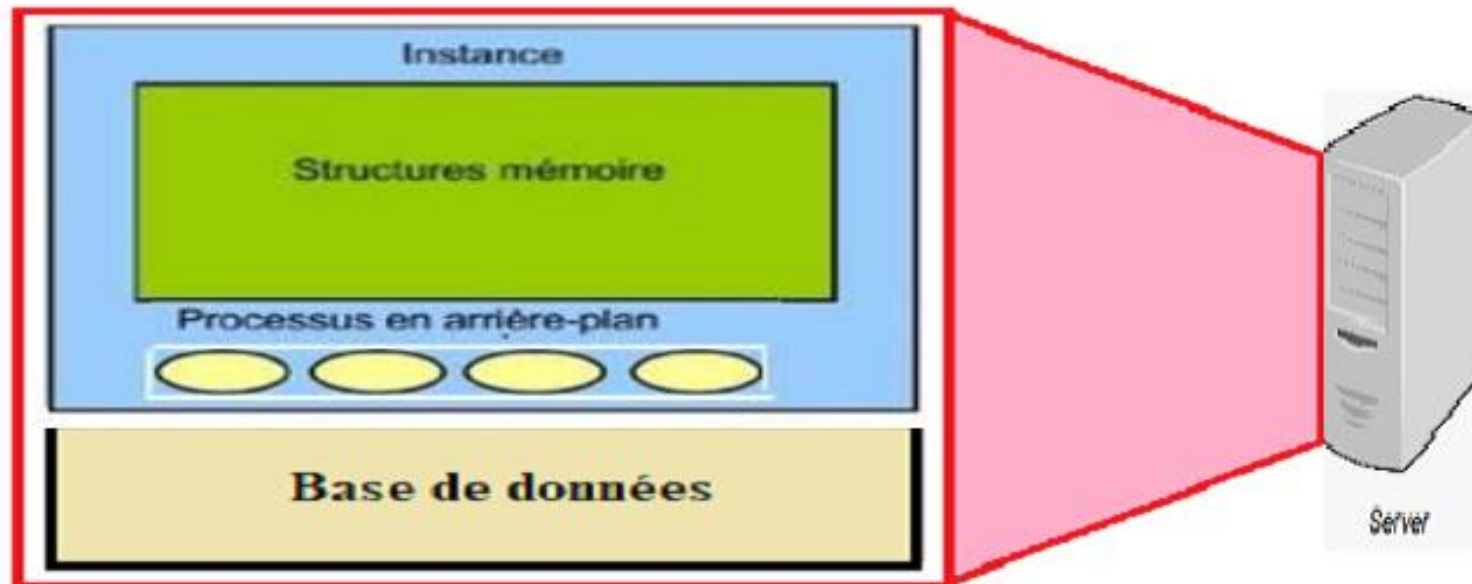 Instance
Structures mémoire
Processus en arrière-plan
Base de données
Server